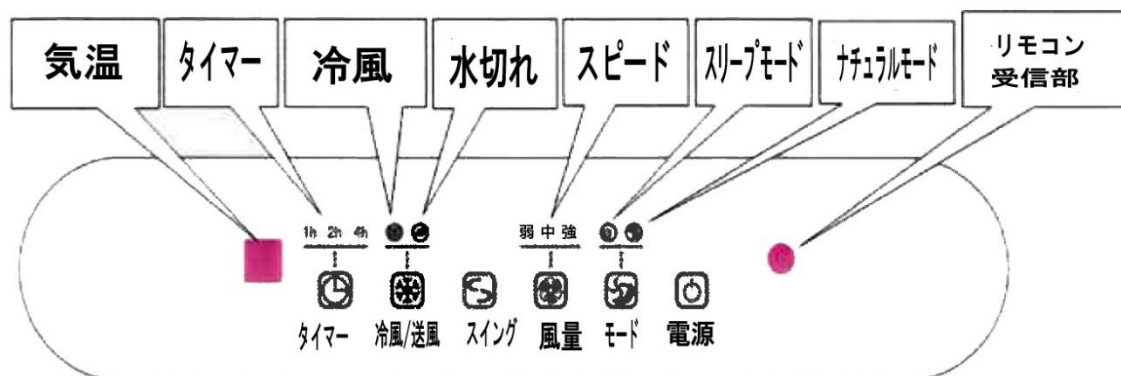 気温
タイマー
冷風
水切れ
スピード
スリープモード
ナチュラルモード
リモコン
受信部
1h 2h 4h
弱 中 強
タイマー
冷風/送風
スイング
風量
モード
電源